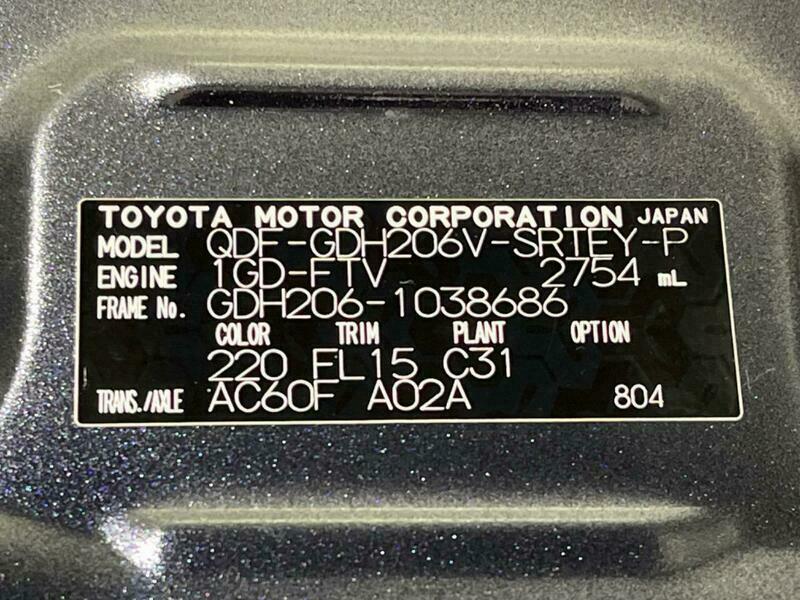 TOYOTA MOTOR CORPORATION JAPAN
MODEL QDF-GDH206V-SRTEY-P
ENGINE 1GD-FTV 2754 mL
FRAME No. GDH206-1038686
COLOR TRIM PLANT OPTION
220 FL15 C31
TRANS./AXLE AC60F A02A 804